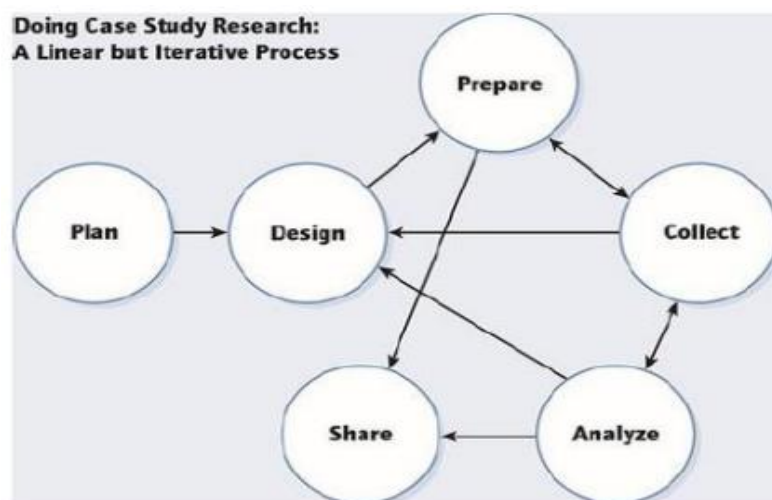 Doing Case Study Research:
A Linear but Iterative Process
Prepare
Plan
Design
Collect
Share
Analyze